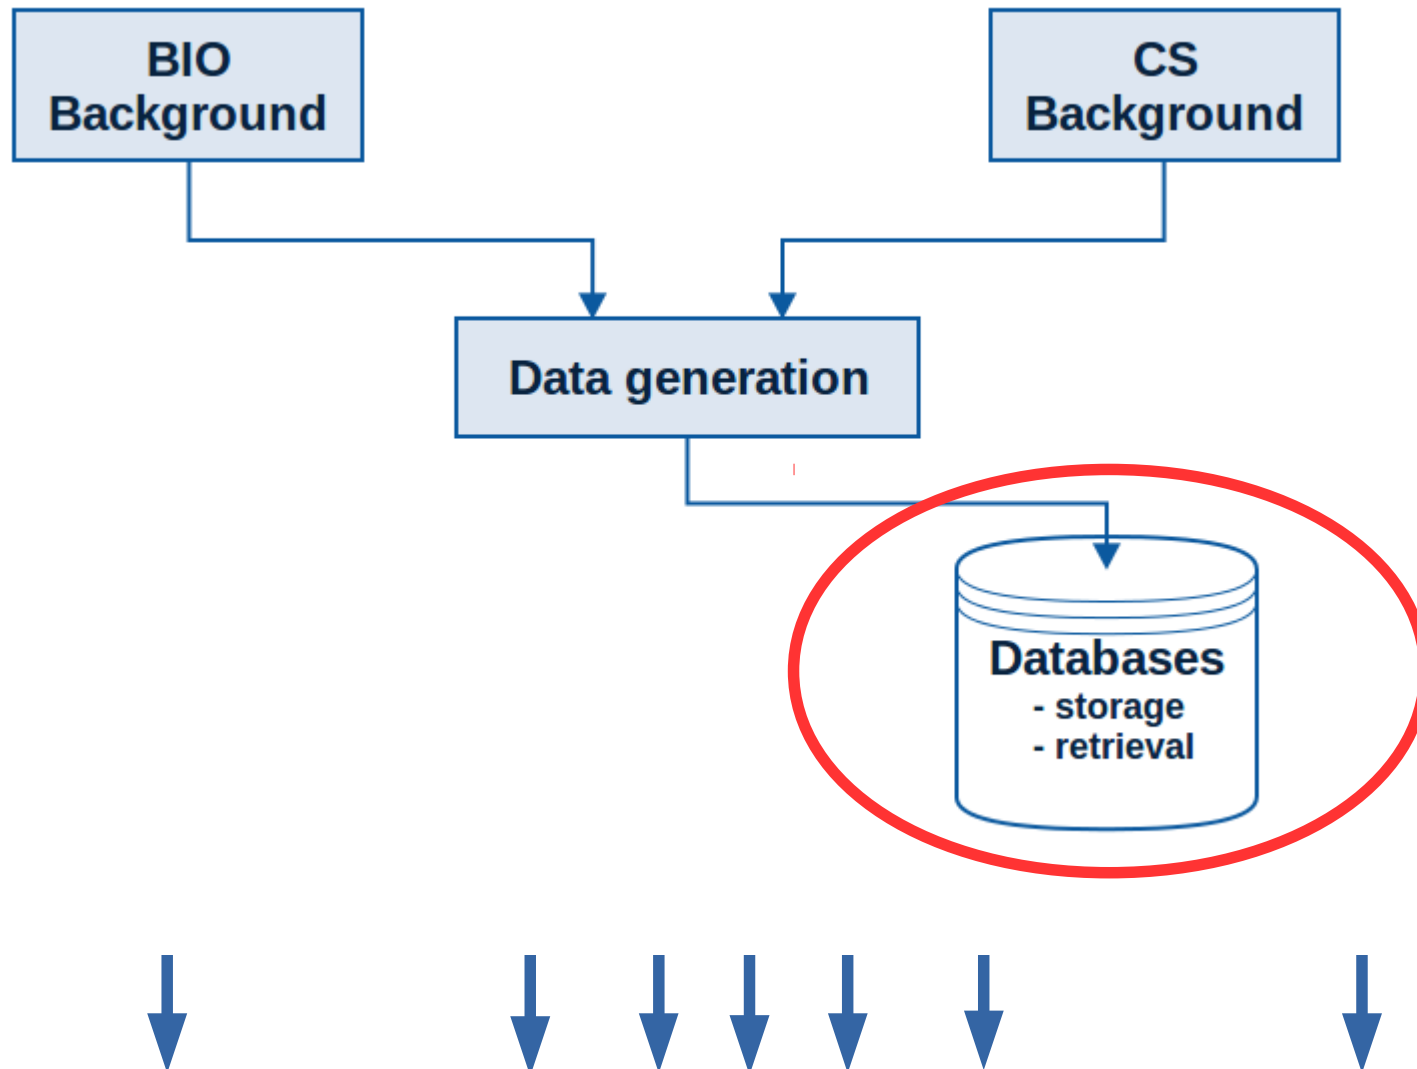 BIO
Background
CS
Background
Data generation
Databases
- storage
- retrieval